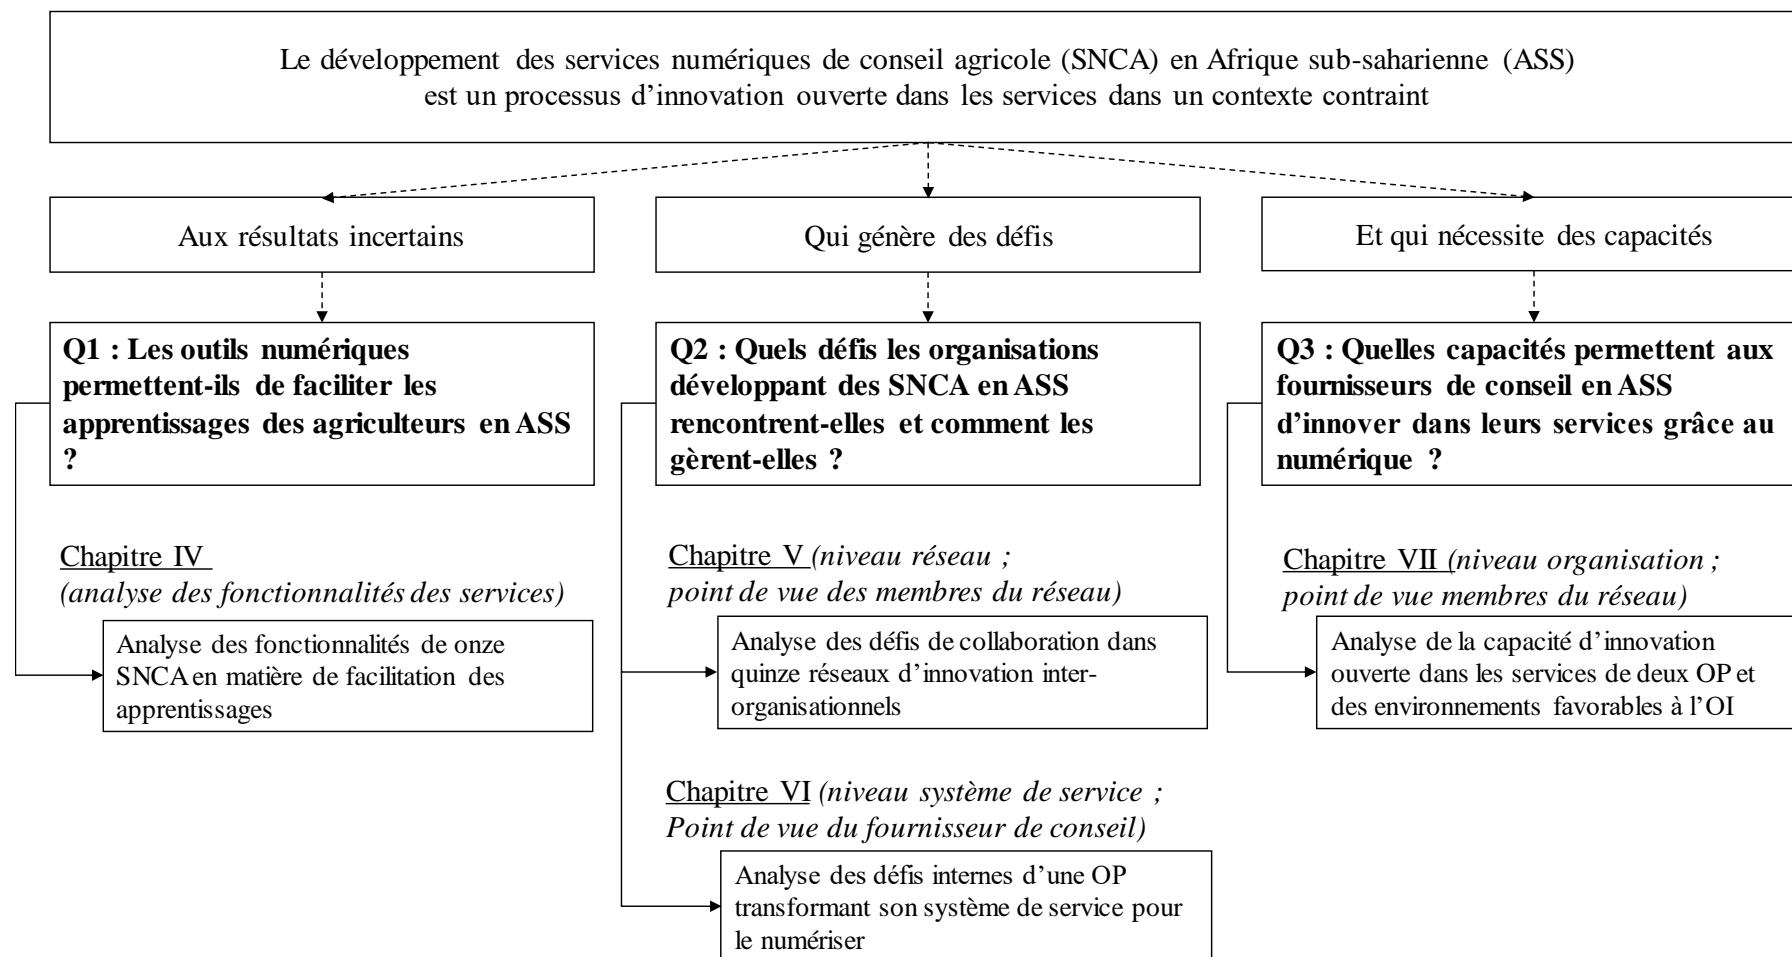 Le développement des services numériques de conseil agricole (SNCA) en Afrique sub-saharienne (ASS)
est un processus d’innovation ouverte dans les services dans un contexte contraint
Aux résultats incertains
Qui génère des défis
Et qui nécessite des capacités
Q1 : Les outils numériques
permettent-ils de faciliter les
apprentissages des agriculteurs en ASS
?
Q2 : Quels défis les organisations
développant des SNCA en ASS
rencontrent-elles et comment les
gèrent-elles ?
Q3 : Quelles capacités permettent aux
fournisseurs de conseil en ASS
d’innover dans leurs services grâce au
numérique ?
Chapitre IV
(analyse des fonctionnalités des services)
Analyse des fonctionnalités de onze
SNCA en matière de facilitation des
apprentissages
Chapitre V (niveau réseau ;
point de vue des membres du réseau)
Analyse des défis de collaboration dans
quinze réseaux d’innovation inter-
organisationnels
Chapitre VI (niveau système de service ;
Point de vue du fournisseur de conseil)
Analyse des défis internes d’une OP
transformant son système de service pour
le numériser
Chapitre VII (niveau organisation ;
point de vue membres du réseau)
Analyse de la capacité d’innovation
ouverte dans les services de deux OP et
des environnements favorables à l’OI